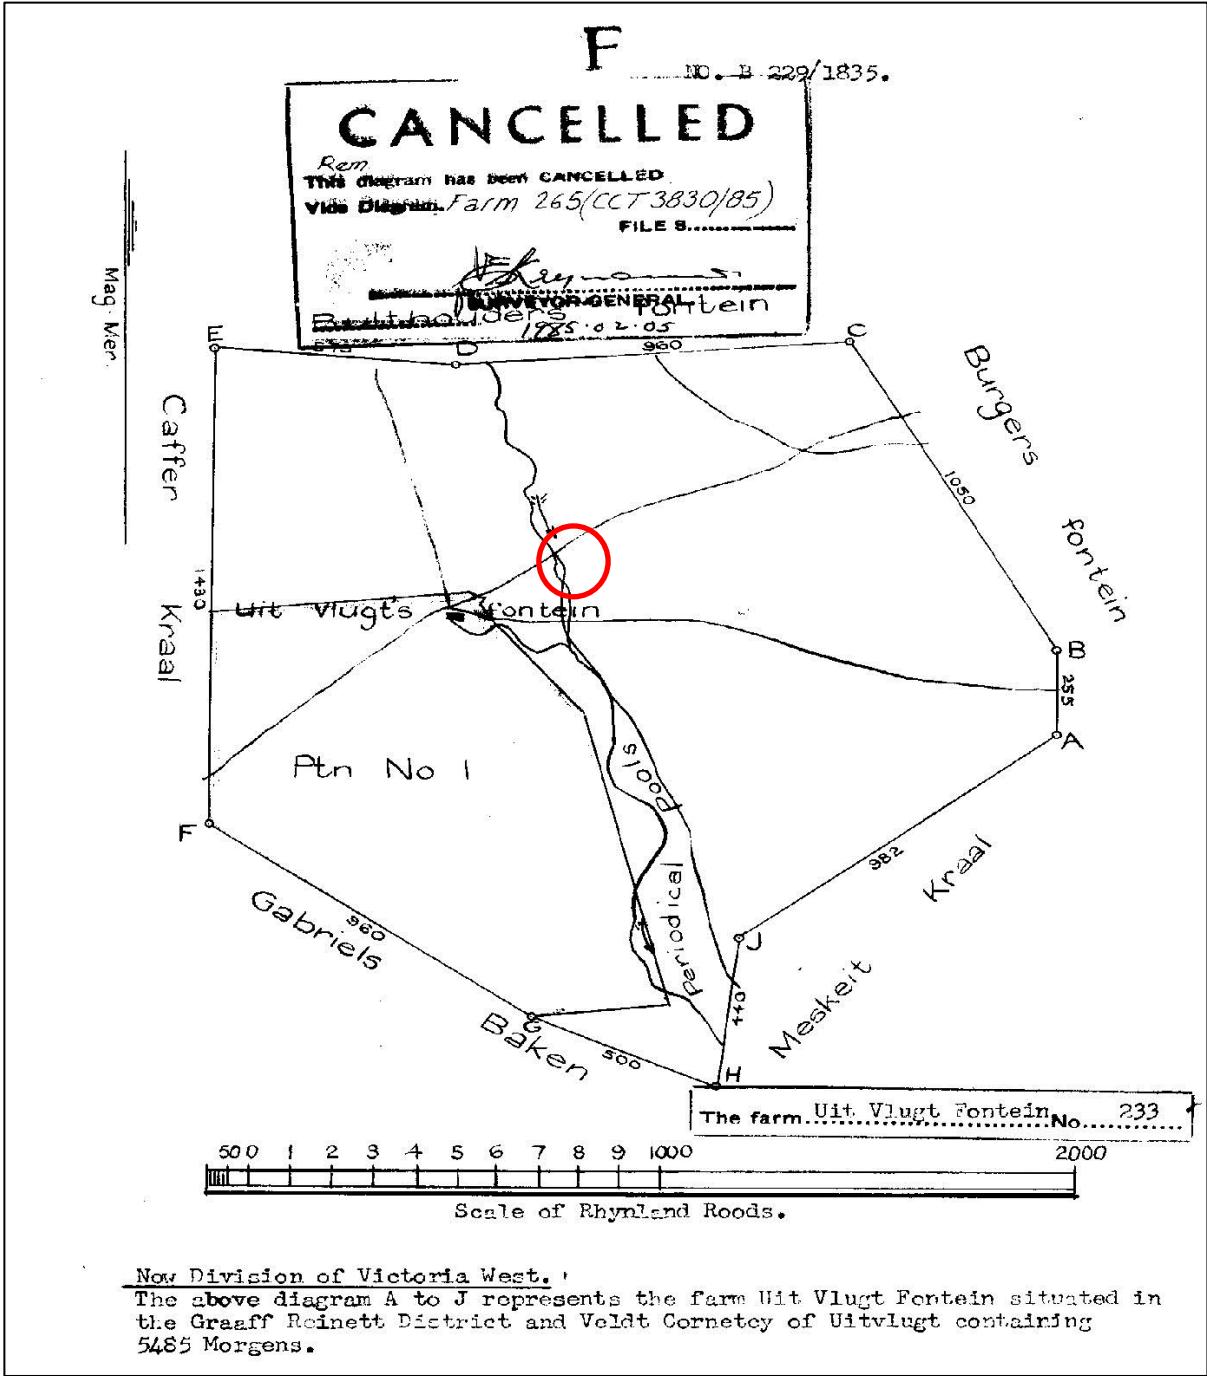 F
NO. B 229/1835.
CANCELLED
Rem.
This diagram has been CANCELLED
Vide Diagram. Farm 265 (CCT 3830/85)
FILE S.
SURVEYOR-GENERAL
fontein
1985.02.05
Mag. Mer.
E
D
960
C
Burgers
fontein
Caffer
Kraal
1050
1430
Uit Vlugt's fontein
B
255
A
Ptn No 1
Pools
Periodical
F
982
Kraal
Meskeit
Gabriels
960
J
440
G
Baken
500
H
The farm Uit Vlugt Fontein No. 233
50 0 1 2 3 4 5 6 7 8 9 1000 2000
Scale of Rhynland Roods.
Now Division of Victoria West.
The above diagram A to J represents the farm Uit Vlugt Fontein situated in
the Graaff Reinett District and Veldt Cornetcy of Uitvlugt containing
5485 Morgens.